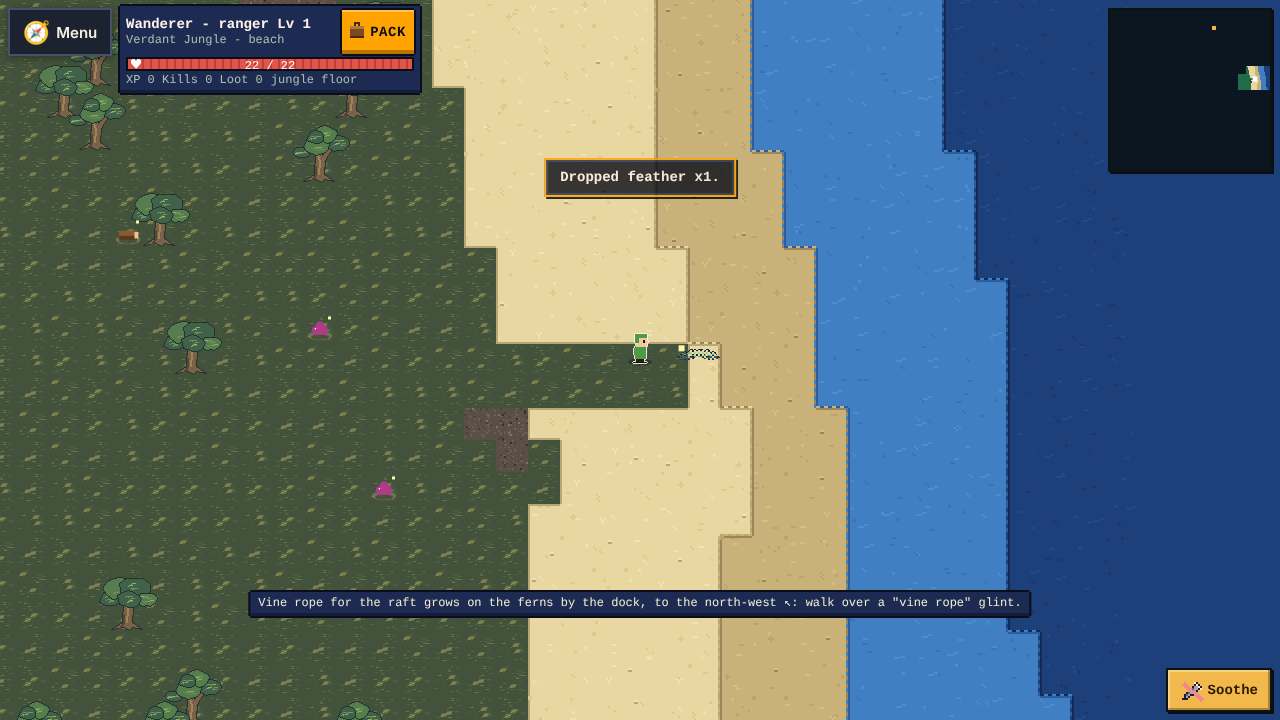 Menu
Wanderer - ranger Lv 1
Verdant Jungle - beach
PACK
22 / 22
XP 0 Kills 0 Loot 0 jungle floor
Dropped feather x1.
Vine rope for the raft grows on the ferns by the dock, to the north-west ↖: walk over a "vine rope" glint.
Soothe